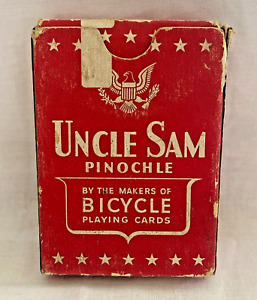 UNCLE SAM
PINOCHLE
BY THE MAKERS OF
BICYCLE
PLAYING CARDS